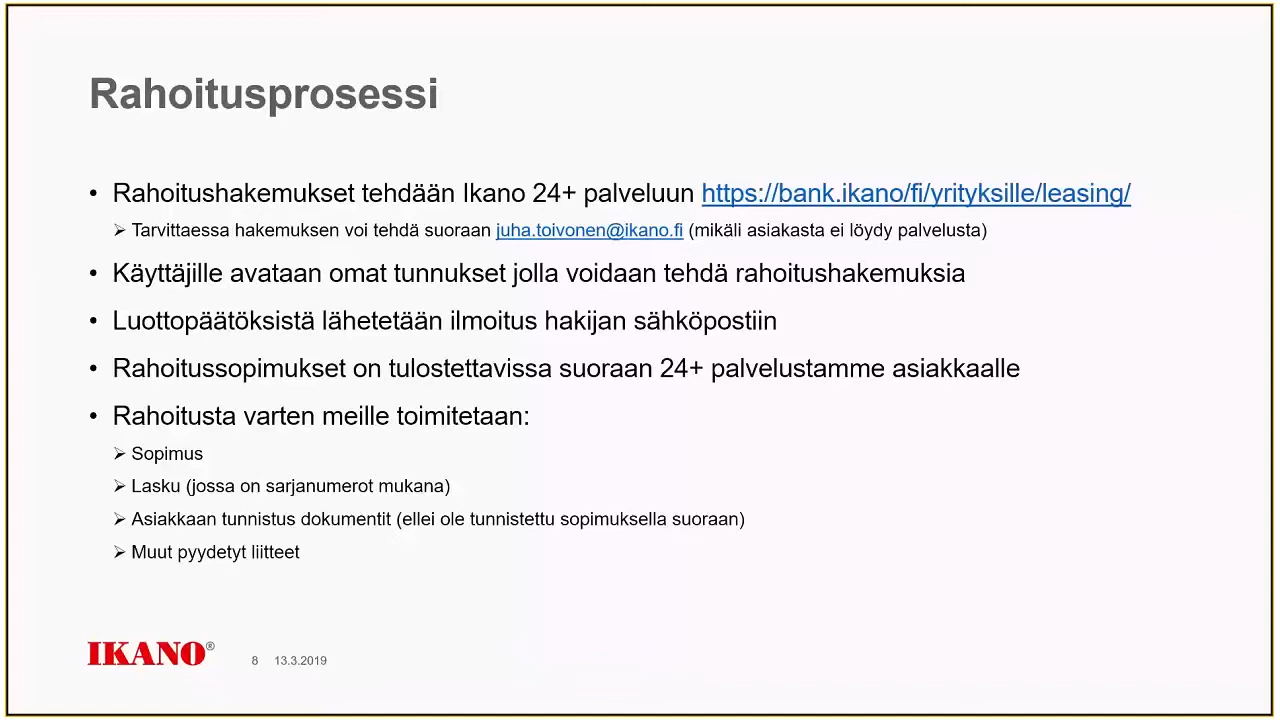 Rahoitusprosessi
• Rahoitushakemukset tehdään Ikano 24+ palveluun https://bank.ikano/fi/yrityksille/leasing/
➢ Tarvittaessa hakemuksen voi tehdä suoraan juha.toivonen@ikano.fi (mikäli asiakasta ei löydy palvelusta)
• Käyttäjille avataan omat tunnukset jolla voidaan tehdä rahoitushakemuksia
• Luottopäätöksistä lähetetään ilmoitus hakijan sähköpostiin
• Rahoitussopimukset on tulostettavissa suoraan 24+ palvelustamme asiakkaalle
• Rahoitusta varten meille toimitetaan:
➢ Sopimus
➢ Lasku (jossa on sarjanumerot mukana)
➢ Asiakkaan tunnistus dokumentit (ellei ole tunnistettu sopimuksella suoraan)
➢ Muut pyydetyt liitteet
IKANO® 8 13.3.2019